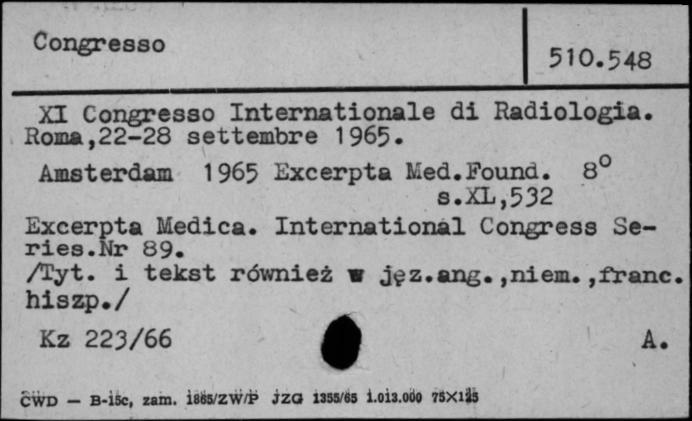 Congresso
510.548
XI Congresso Internationale di Radiologia.
Roma,22-28 settembre 1965.
Amsterdam 1965 Excerpta Med.Found. 8°
s.XL,532
Excerpta Medica. International Congress Se-
ries.Nr 89.
/Tyt. i tekst również w jęz.ang.,niem.,franc.
hiszp./
Kz 223/66
A.
CWD — B-15c, zam. 1865/ZW/P JZG 1355/65 1.013.000 75×125